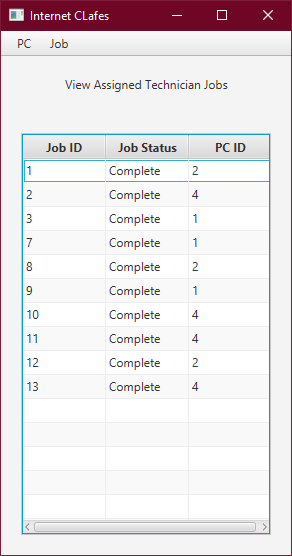 Internet CLafes
PC Job
View Assigned Technician Jobs
Job ID Job Status PC ID
1 Complete 2
2 Complete 4
3 Complete 1
7 Complete 1
8 Complete 2
9 Complete 1
10 Complete 4
11 Complete 4
12 Complete 2
13 Complete 4